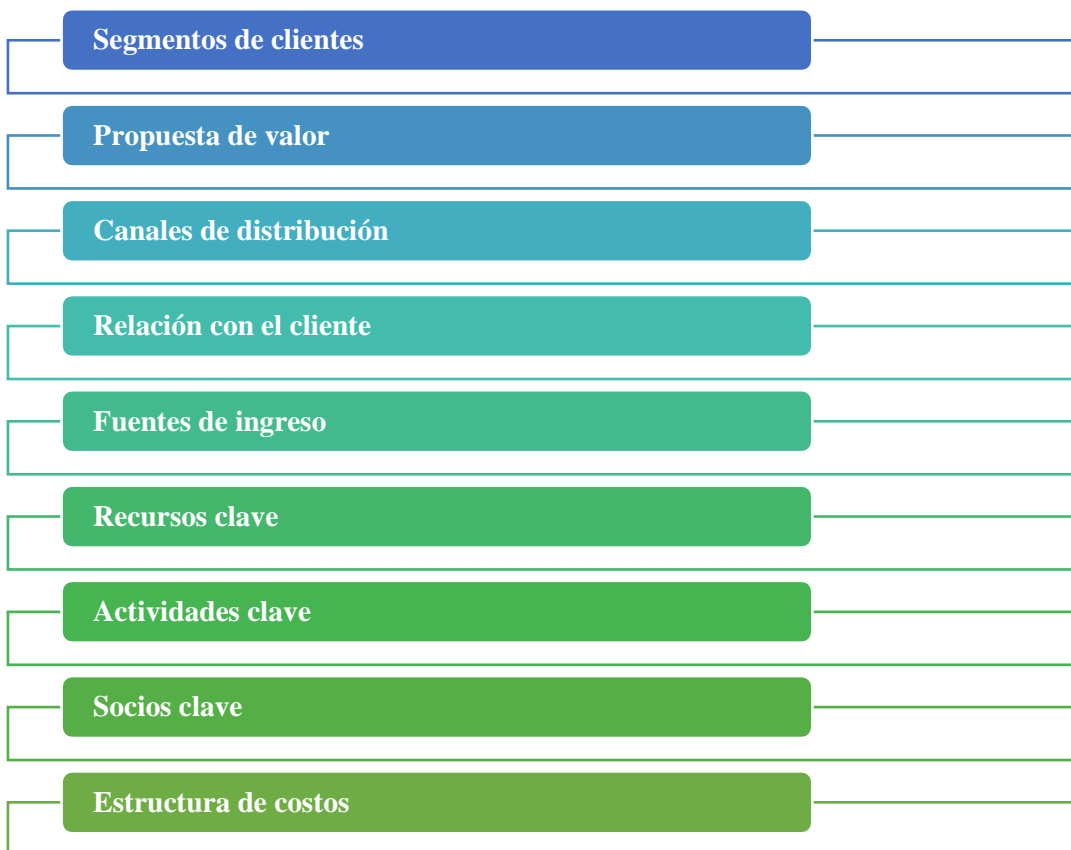 Segmentos de clientes
Propuesta de valor
Canales de distribución
Relación con el cliente
Fuentes de ingreso
Recursos clave
Actividades clave
Socios clave
Estructura de costos